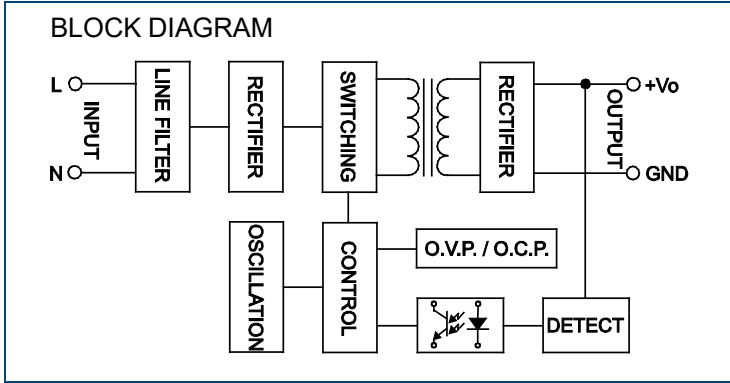 BLOCK DIAGRAM
L
INPUT
N
LINE FILTER
RECTIFIER
SWITCHING
RECTIFIER
+Vo
OUTPUT
GND
OSCILLATION
CONTROL
O.V.P. / O.C.P.
DETECT